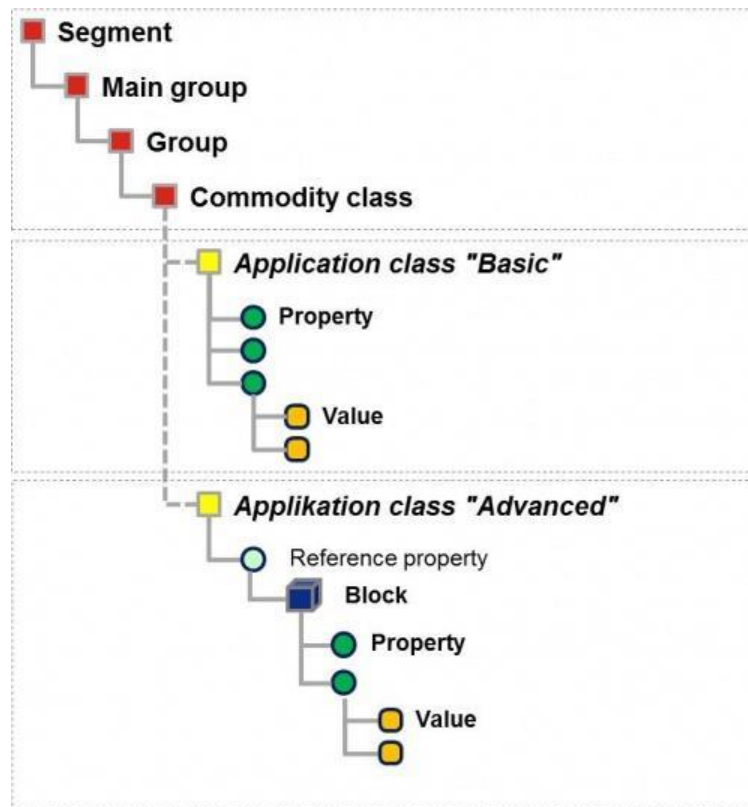 Segment
Main group
Group
Commodity class
Application class "Basic"
Property
Value
Applikation class "Advanced"
Reference property
Block
Property
Value